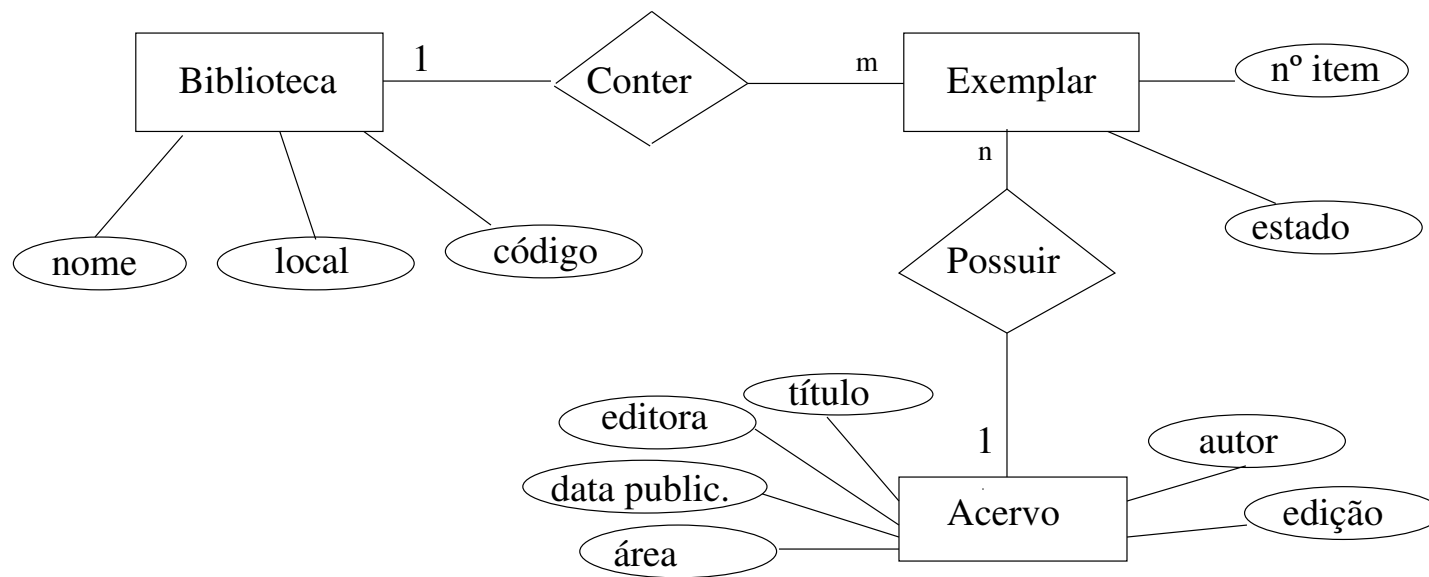 Biblioteca
1
Conter
m
Exemplar
nº item
nome
local
código
n
estado
Possuir
título
editora
data public.
área
1
Acervo
autor
edição